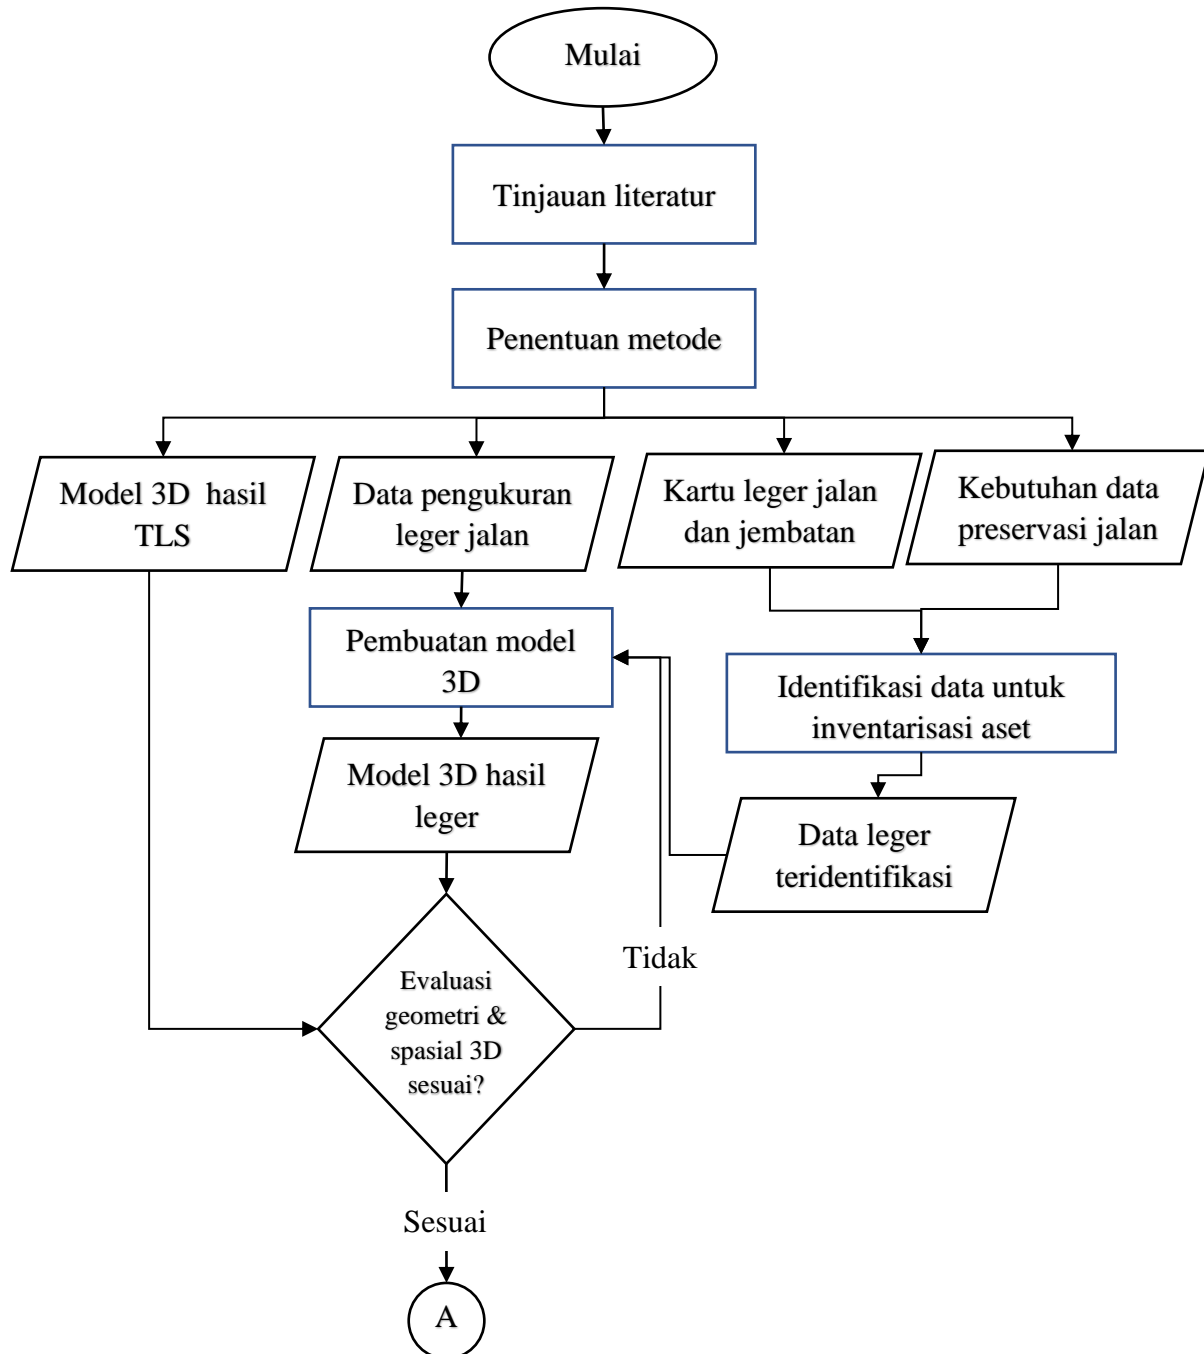 Mulai
Tinjauan literatur
Penentuan metode
Model 3D  hasil
TLS
Data pengukuran
leger jalan
Kartu leger jalan
dan jembatan
Kebutuhan data
preservasi jalan
Pembuatan model
3D
Identifikasi data untuk
inventarisasi aset
Model 3D hasil
leger
Data leger
teridentifikasi
Evaluasi
geometri &
spasial 3D
sesuai?
Tidak
Sesuai
A